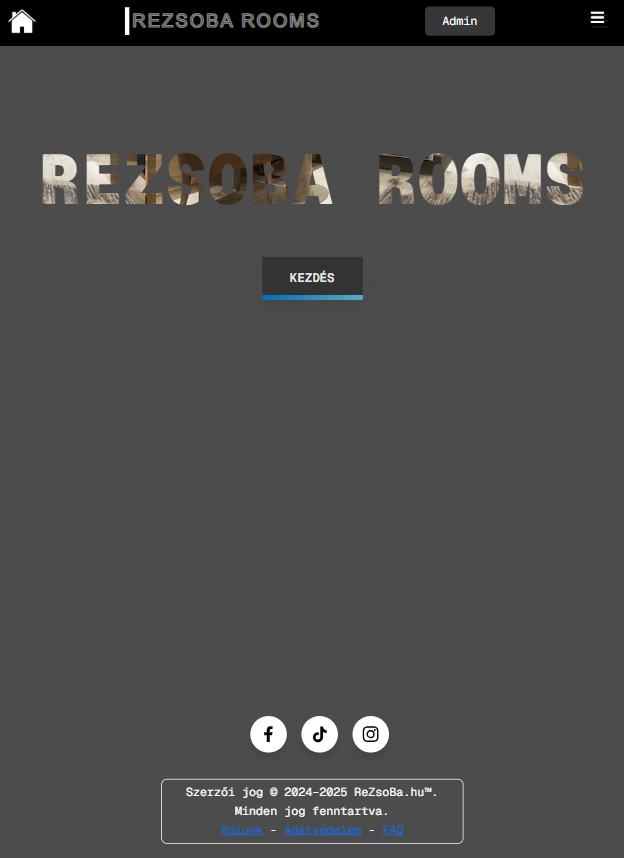 REZSOBA ROOMS
Admin
REZSOBA ROOMS
KEZDÉS
Szerzői jog © 2024-2025 ReZsoBa.hu™.
Minden jog fenntartva.
Rólunk - Adatvédelem - FAQ